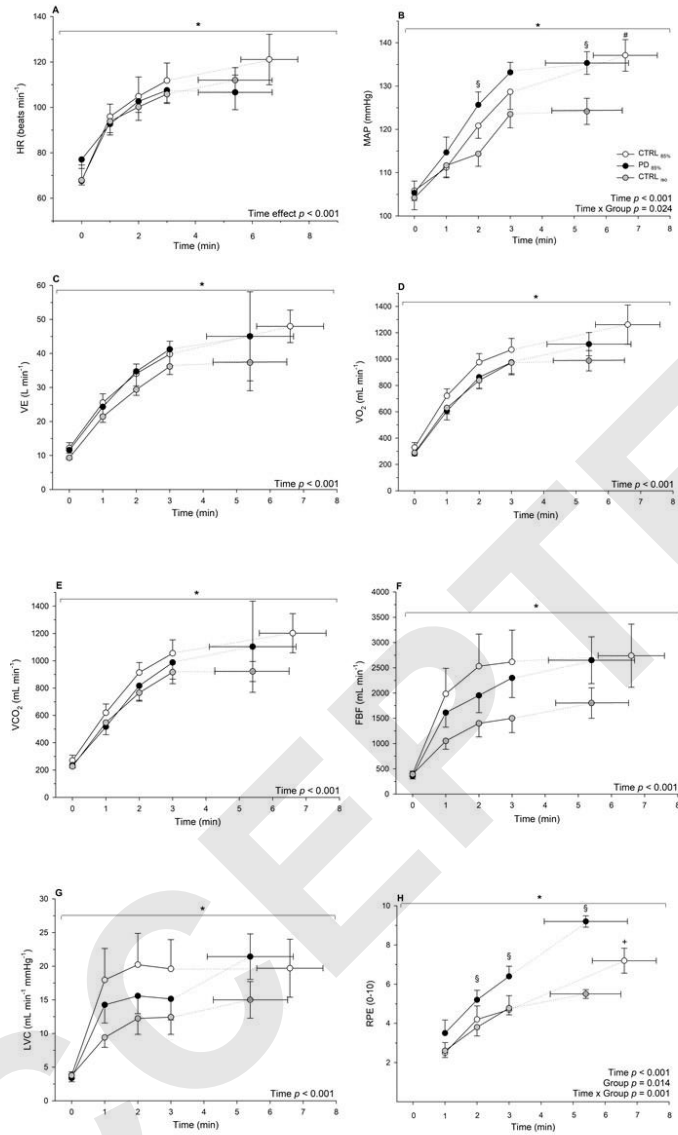 A
*
120
100
80
60
HR (beats min⁻¹)
Time effect p < 0.001
0 1 2 3 4 5 6 7 8
Time (min)
B
*
140
130
120
110
100
MAP (mmHg)
§ § #
CTRL 85%
PD 85%
CTRL iso
Time p < 0.001
Time x Group p = 0.024
0 1 2 3 4 5 6 7 8
Time (min)
C
*
60
50
40
30
20
10
0
VE (L min⁻¹)
Time p < 0.001
0 1 2 3 4 5 6 7 8
Time (min)
D
*
1400
1200
1000
800
600
400
200
0
VO₂ (mL min⁻¹)
Time p < 0.001
0 1 2 3 4 5 6 7 8
Time (min)
E
*
1400
1200
1000
800
600
400
200
0
VCO₂ (mL min⁻¹)
Time p < 0.001
0 1 2 3 4 5 6 7 8
Time (min)
F
*
4000
3500
3000
2500
2000
1500
1000
500
0
FBF (mL min⁻¹)
Time p < 0.001
0 1 2 3 4 5 6 7 8
Time (min)
G
*
30
25
20
15
10
5
0
LVC (mL min⁻¹ mmHg⁻¹)
Time p < 0.001
0 1 2 3 4 5 6 7 8
Time (min)
H
*
10
8
6
4
2
RPE (0-10)
§ § § +
Time p < 0.001
Group p = 0.014
Time x Group p = 0.001
0 1 2 3 4 5 6 7 8
Time (min)
CCEPTE